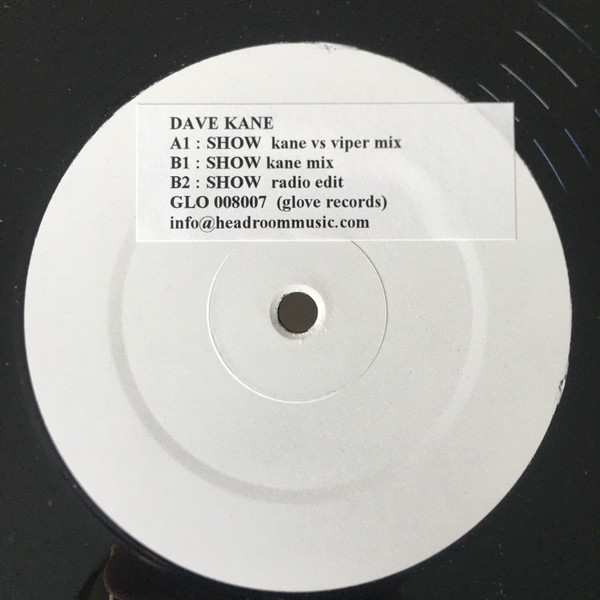 DAVE KANE
A1 : SHOW kane vs viper mix
B1 : SHOW kane mix
B2 : SHOW radio edit
GLO 008007 (glove records)
info@headroommusic.com